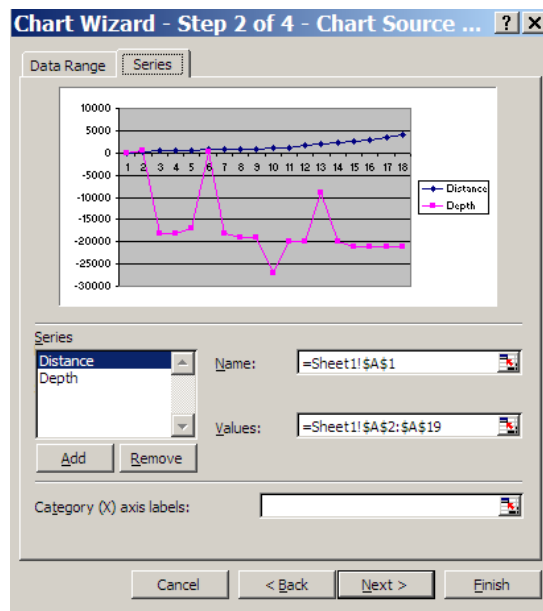 Chart Wizard - Step 2 of 4 - Chart Source ... ? ×
Data Range Series
10000
5000
0
-5000
-10000
-15000
-20000
-25000
-30000
1 2 3 4 5 6 7 8 9 10 11 12 13 14 15 16 17 18
Distance
Depth
Series
Distance
Depth
Name: =Sheet1!$A$1
Values: =Sheet1!$A$2:$A$19
Add Remove
Category (X) axis labels:
Cancel < Back Next > Finish